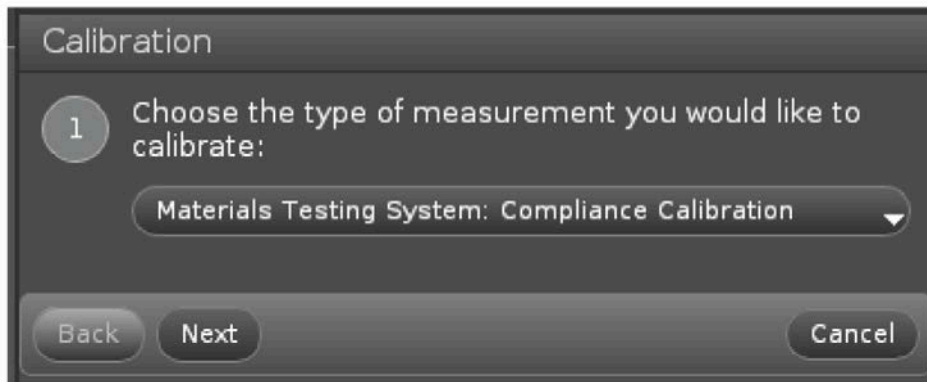 Calibration
1
Choose the type of measurement you would like to
calibrate:
Materials Testing System: Compliance Calibration
Back Next Cancel